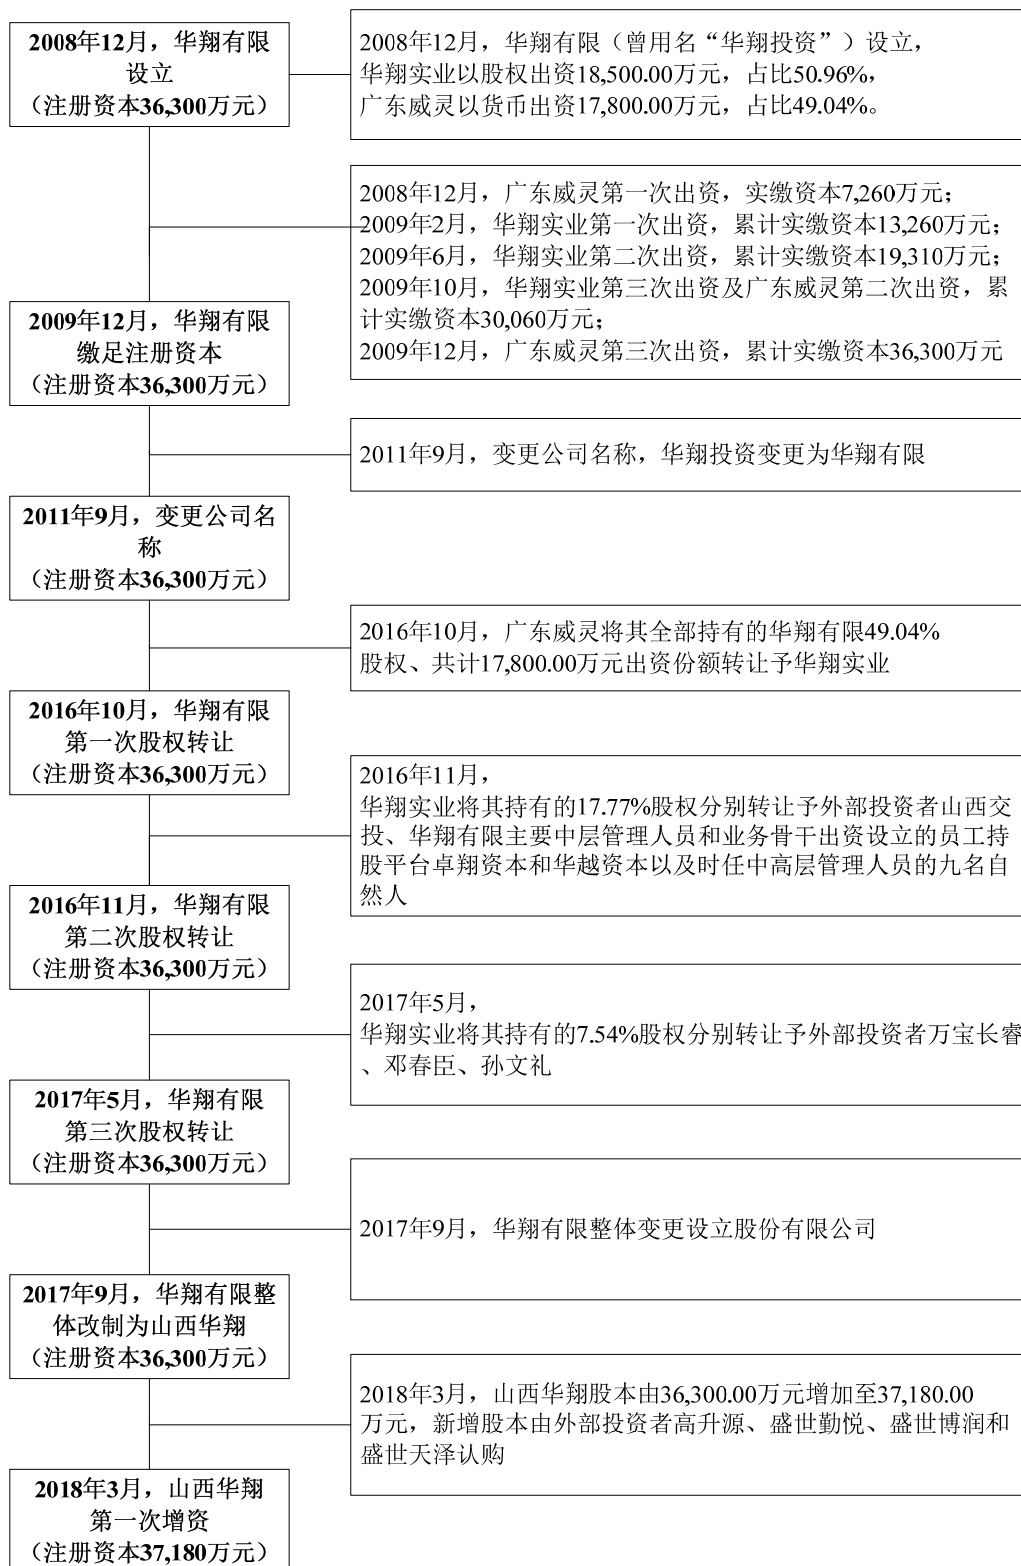 2008年12月，华翔有限
设立
（注册资本36,300万元）
2008年12月，华翔有限（曾用名“华翔投资”）设立，
华翔实业以股权出资18,500.00万元，占比50.96%，
广东威灵以货币出资17,800.00万元，占比49.04%。
2008年12月，广东威灵第一次出资，实缴资本7,260万元；
2009年2月，华翔实业第一次出资，累计实缴资本13,260万元；
2009年6月，华翔实业第二次出资，累计实缴资本19,310万元；
2009年10月，华翔实业第三次出资及广东威灵第二次出资，累
计实缴资本30,060万元；
2009年12月，广东威灵第三次出资，累计实缴资本36,300万元
2009年12月，华翔有限
缴足注册资本
（注册资本36,300万元）
2011年9月，变更公司名称，华翔投资变更为华翔有限
2011年9月，变更公司名
称
（注册资本36,300万元）
2016年10月，广东威灵将其全部持有的华翔有限49.04%
股权、共计17,800.00万元出资份额转让予华翔实业
2016年10月，华翔有限
第一次股权转让
（注册资本36,300万元）
2016年11月，
华翔实业将其持有的17.77%股权分别转让予外部投资者山西交
投、华翔有限主要中层管理人员和业务骨干出资设立的员工持
股平台卓翔资本和华越资本以及时任中高层管理人员的九名自
然人
2016年11月，华翔有限
第二次股权转让
（注册资本36,300万元）
2017年5月，
华翔实业将其持有的7.54%股权分别转让予外部投资者万宝长睿
、邓春臣、孙文礼
2017年5月，华翔有限
第三次股权转让
（注册资本36,300万元）
2017年9月，华翔有限整体变更设立股份有限公司
2017年9月，华翔有限整
体改制为山西华翔
（注册资本36,300万元）
2018年3月，山西华翔股本由36,300.00万元增加至37,180.00
万元，新增股本由外部投资者高升源、盛世勤悦、盛世博润和
盛世天泽认购
2018年3月，山西华翔
第一次增资
（注册资本37,180万元）